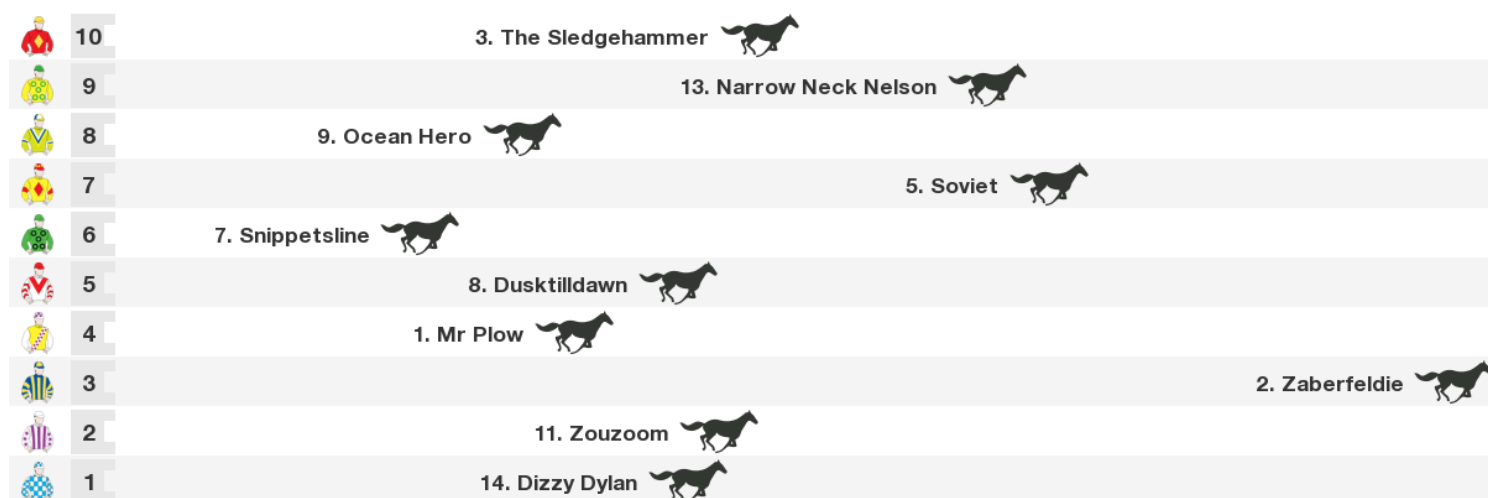 10 3. The Sledgehammer
9 13. Narrow Neck Nelson
8 9. Ocean Hero
7 5. Soviet
6 7. Snippetsline
5 8. Dusktilldawn
4 1. Mr Plow
3 2. Zaberfeldie
2 11. Zouzoom
1 14. Dizzy Dylan